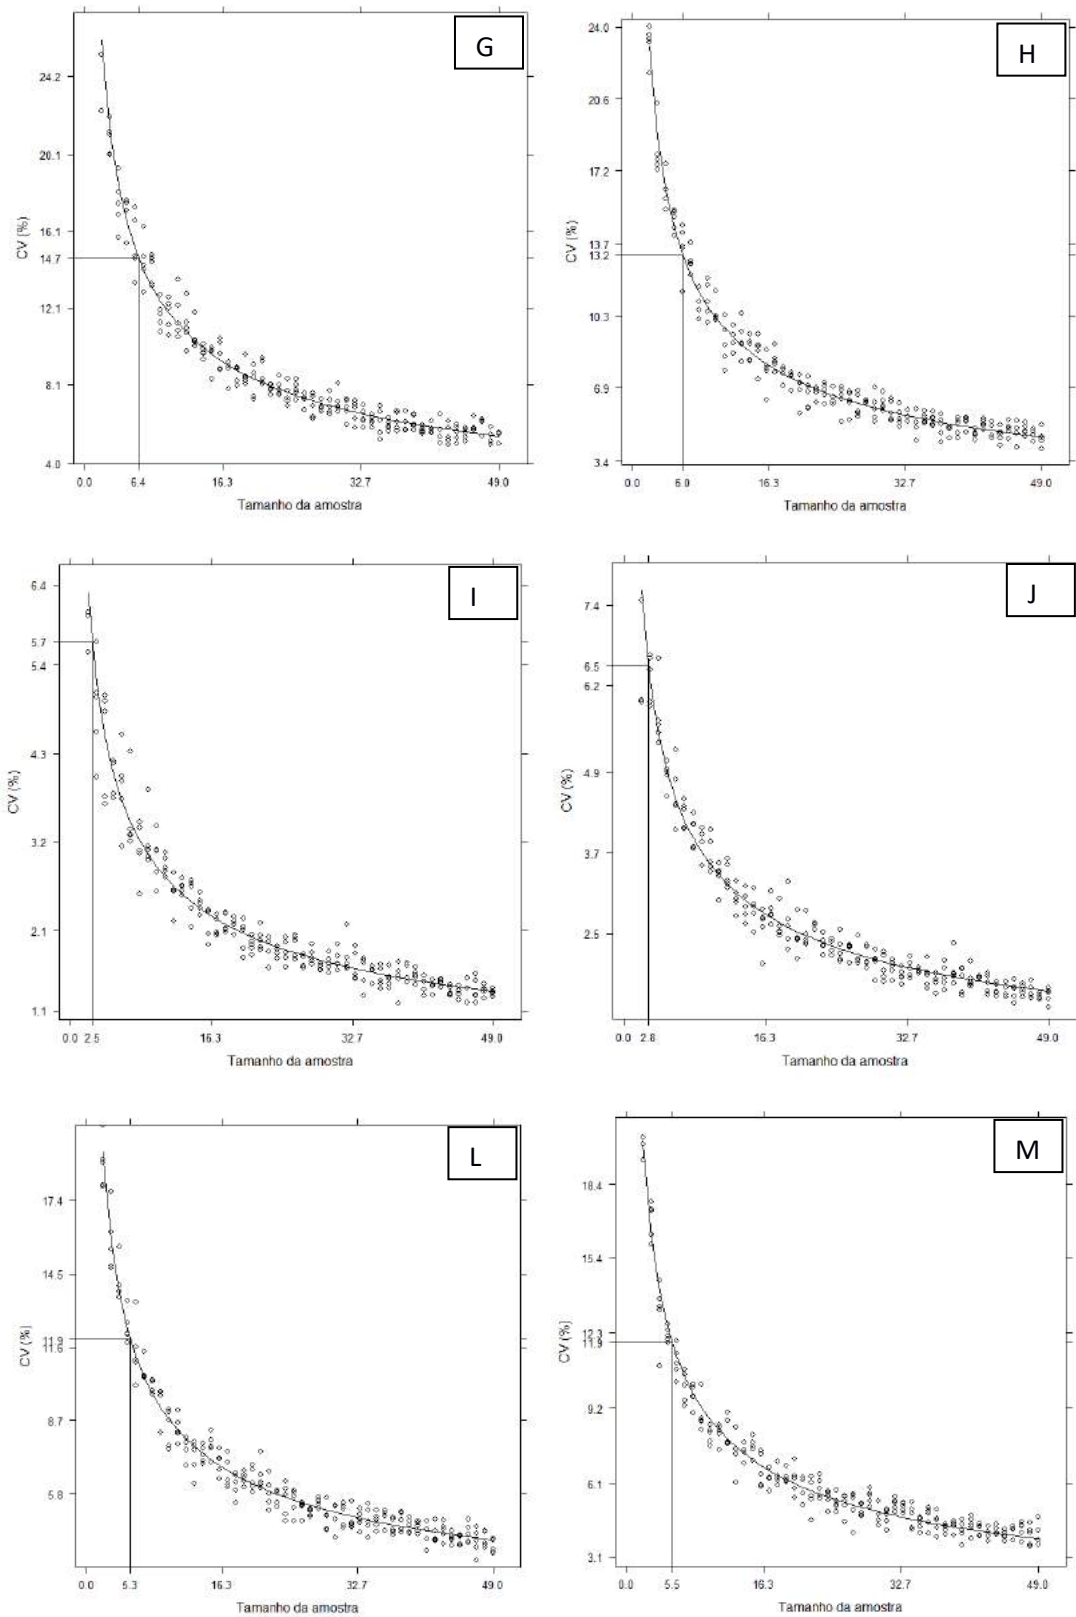 G
24.2
20.1
16.1
14.7
12.1
8.1
4.0
CV (%)
0.0 6.4 16.3 32.7 49.0
Tamanho da amostra
H
24.0
20.6
17.2
13.7
13.2
10.3
6.9
3.4
CV (%)
0.0 6.0 16.3 32.7 49.0
Tamanho da amostra
I
6.4
5.7
5.4
4.3
3.2
2.1
1.1
CV (%)
0.0 2.5 16.3 32.7 49.0
Tamanho da amostra
J
7.4
6.5
6.2
4.9
3.7
2.5
CV (%)
0.0 2.8 16.3 32.7 49.0
Tamanho da amostra
L
17.4
14.5
11.9
11.6
8.7
5.8
CV (%)
0.0 5.3 16.3 32.7 49.0
Tamanho da amostra
M
18.4
15.4
12.3
11.9
9.2
6.1
3.1
CV (%)
0.0 5.5 16.3 32.7 49.0
Tamanho da amostra